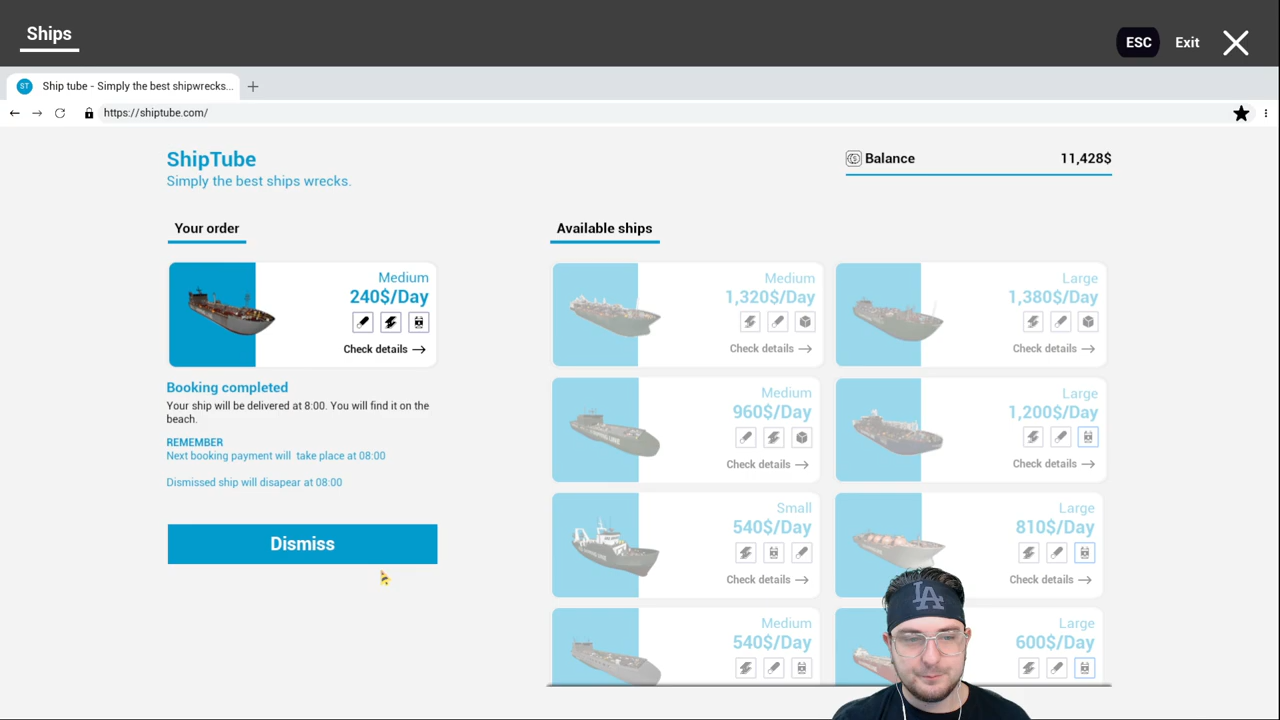 Ships
ESC Exit
ST Ship tube - Simply the best shipwrecks...
https://shiptube.com/
ShipTube
Simply the best ships wrecks.
Balance 11,428$
Your order
Medium
240$/Day
Check details
Booking completed
Your ship will be delivered at 8:00. You will find it on the
beach.
REMEMBER
Next booking payment will take place at 08:00
Dismissed ship will disapear at 08:00
Dismiss
Available ships
Medium
1,320$/Day
Check details
Large
1,380$/Day
Check details
Medium
960$/Day
Check details
Large
1,200$/Day
Check details
Small
540$/Day
Check details
Large
810$/Day
Check details
Medium
540$/Day
Large
600$/Day
LA